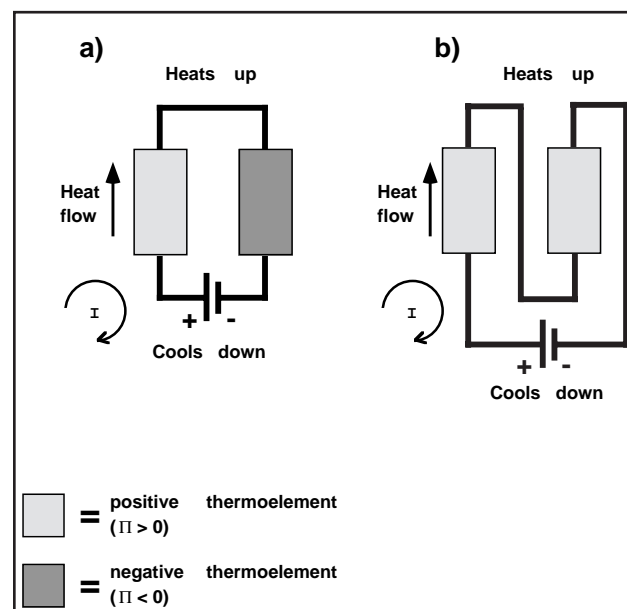 a)
Heats up
Heat
flow
I
+ -
Cools down
b)
Heats up
Heat
flow
I
+ -
Cools down
= positive thermoelement
(Π > 0)
= negative thermoelement
(Π < 0)